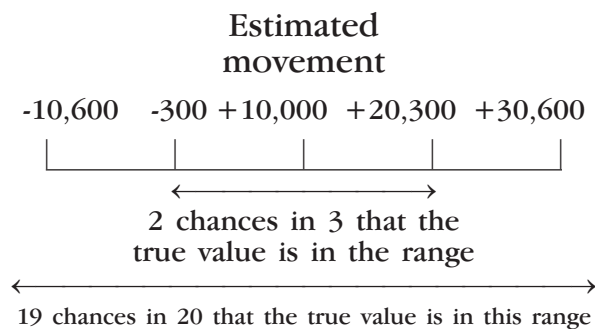 Estimated
movement
-10,600 -300 +10,000 +20,300 +30,600
2 chances in 3 that the
true value is in the range
19 chances in 20 that the true value is in this range